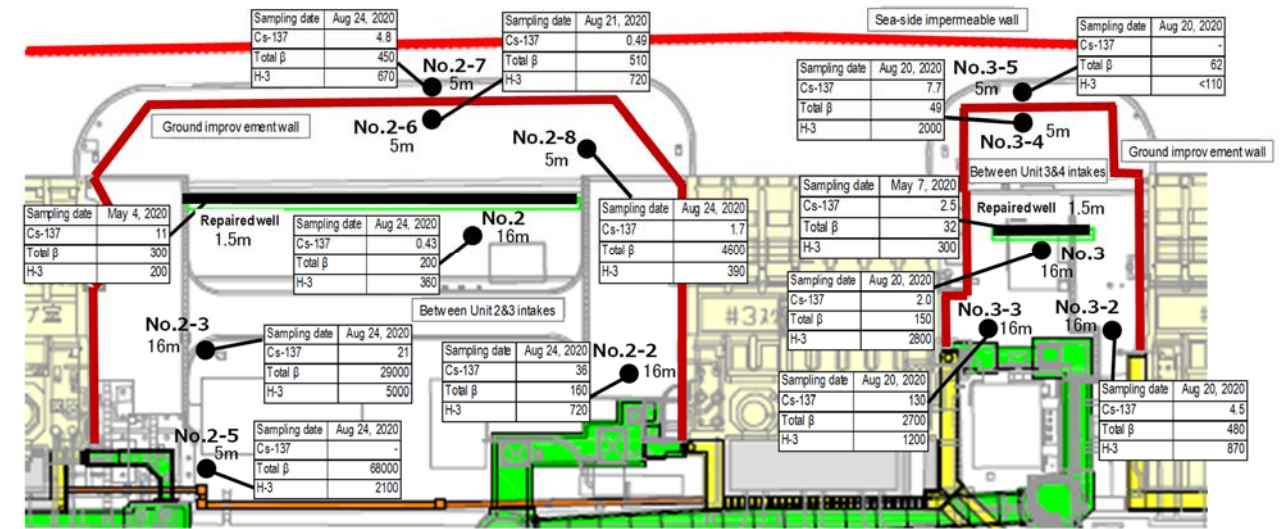 Sampling date Aug 24, 2020
Cs-137 4.8
Total β 450
H-3 670
Sampling date Aug 21, 2020
Cs-137 0.49
Total β 510
H-3 720
Sea-side impermeable wall
Sampling date Aug 20, 2020
Cs-137 -
Total β 62
H-3 <110
No.2-7
5m
Sampling date Aug 20, 2020
Cs-137 7.7
Total β 49
H-3 2000
No.3-5
5m
Ground improvement wall
No.2-6
5m
No.2-8
5m
No.3-4
5m
Ground improvement wall
Between Unit 3&4 intakes
Sampling date May 4, 2020
Cs-137 11
Total β 300
H-3 200
Repaired well
1.5m
Sampling date Aug 24, 2020
Cs-137 0.43
Total β 200
H-3 360
No.2
16m
Sampling date Aug 24, 2020
Cs-137 1.7
Total β 4600
H-3 390
Sampling date May 7, 2020
Cs-137 2.5
Total β 32
H-3 300
Repaired well 1.5m
No.3
16m
Between Unit 2&3 intakes
Sampling date Aug 20, 2020
Cs-137 2.0
Total β 150
H-3 2800
No.2-3
16m
Sampling date Aug 24, 2020
Cs-137 21
Total β 29000
H-3 5000
Sampling date Aug 24, 2020
Cs-137 36
Total β 160
H-3 720
No.2-2
16m
#3
No.3-3
16m
No.3-2
16m
Sampling date Aug 20, 2020
Cs-137 130
Total β 2700
H-3 1200
Sampling date Aug 20, 2020
Cs-137 4.5
Total β 480
H-3 870
No.2-5
5m
Sampling date Aug 24, 2020
Cs-137 -
Total β 68000
H-3 2100